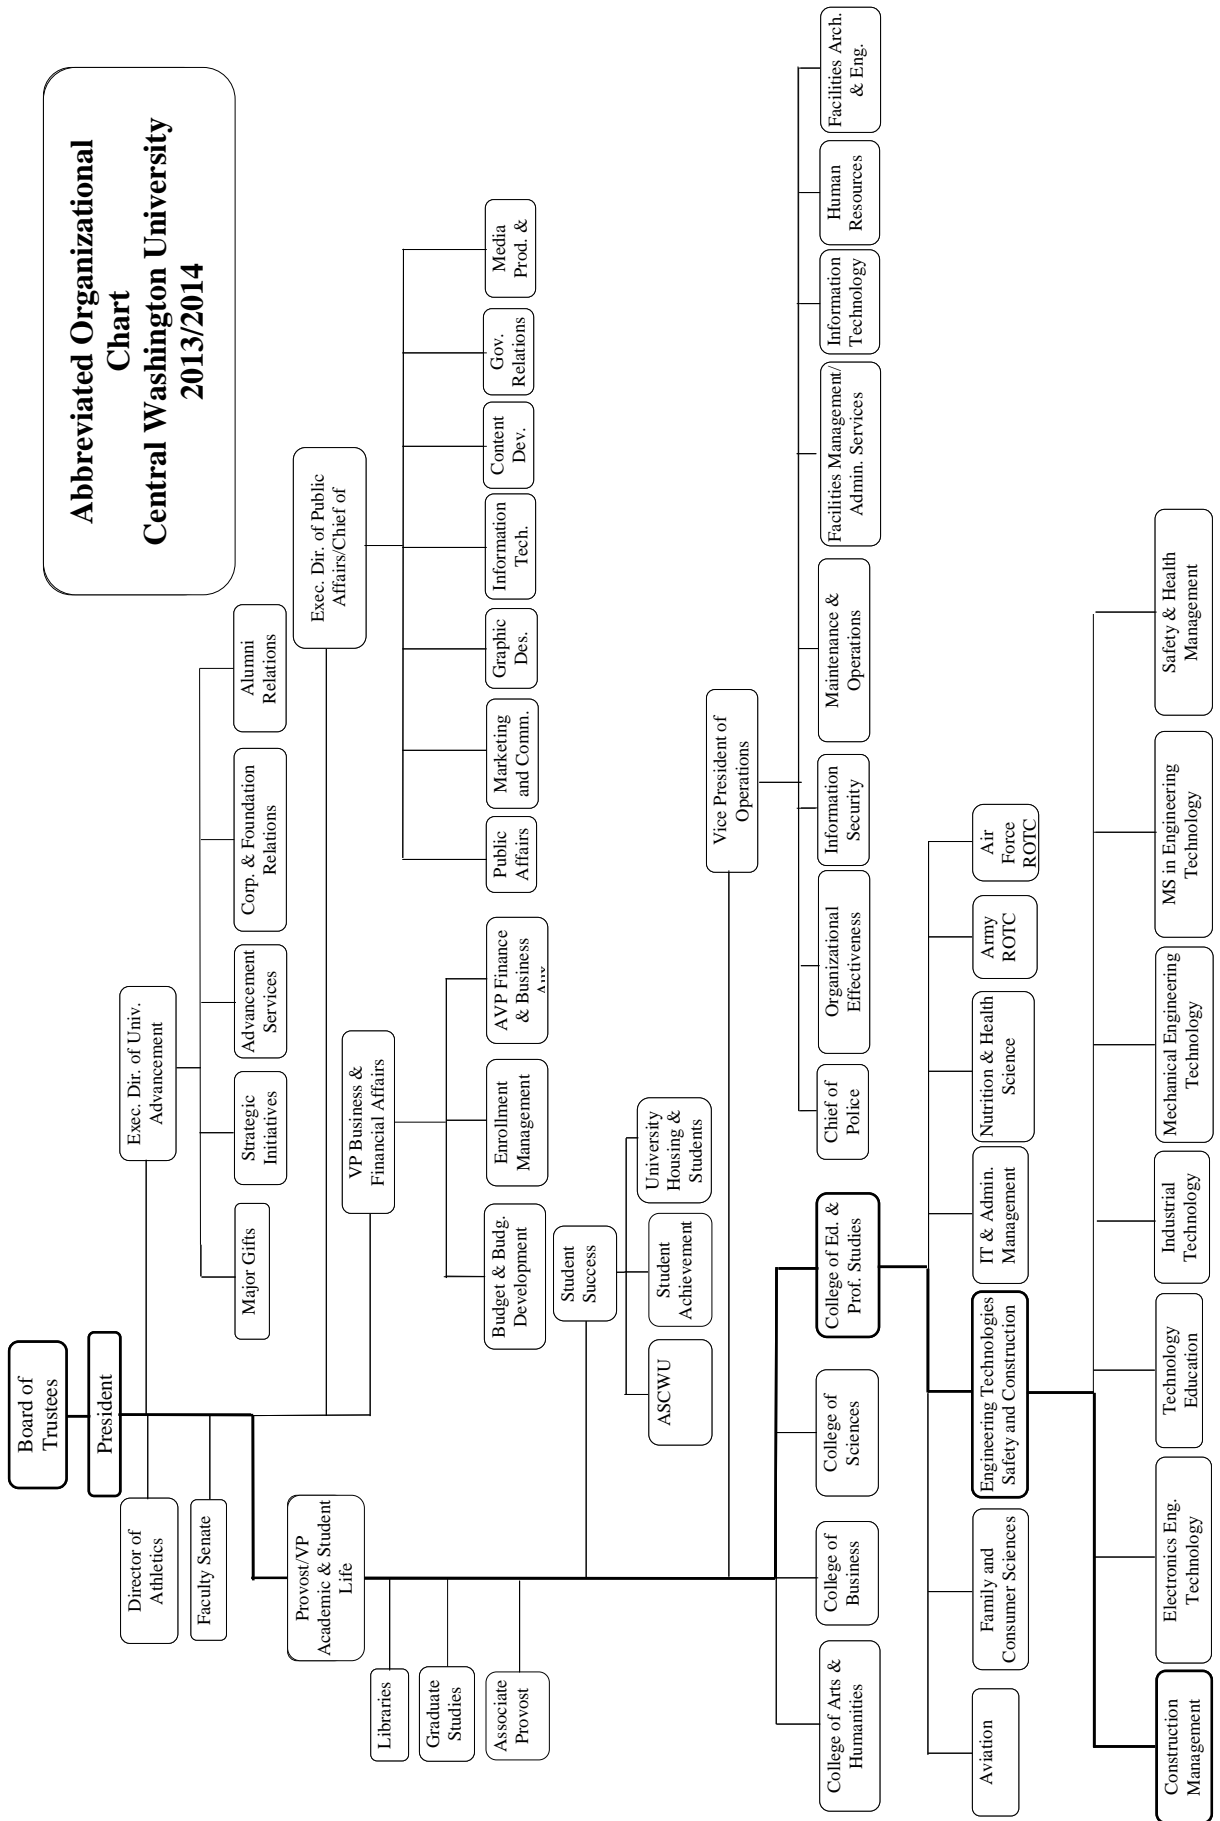 Abbreviated Organizational
Chart
Central Washington University
2013/2014
Board of
Trustees
President
Director of
Athletics
Faculty Senate
Exec. Dir. of Univ.
Advancement
Major Gifts
Strategic
Initiatives
Advancement
Services
Corp. & Foundation
Relations
Alumni
Relations
Provost/VP
Academic & Student
Life
VP Business &
Financial Affairs
Exec. Dir. of Public
Affairs/Chief of
Libraries
Graduate
Studies
Associate
Provost
Budget & Budg.
Development
Enrollment
Management
AVP Finance
& Business
Aux
Public
Affairs
Marketing
and Comm.
Graphic
Des.
Information
Tech.
Content
Dev.
Gov.
Relations
Media
Prod. &
Student
Success
ASCWU
Student
Achievement
University
Housing &
Students
Vice President of
Operations
College of Arts &
Humanities
College of
Business
College of
Sciences
College of Ed. &
Prof. Studies
Chief of
Police
Organizational
Effectiveness
Information
Security
Maintenance &
Operations
Facilities Management/
Admin. Services
Information
Technology
Human
Resources
Facilities Arch.
& Eng.
Aviation
Family and
Consumer Sciences
Engineering Technologies
Safety and Construction
IT & Admin.
Management
Nutrition & Health
Science
Army
ROTC
Air
Force
ROTC
Construction
Management
Electronics Eng.
Technology
Technology
Education
Industrial
Technology
Mechanical Engineering
Technology
MS in Engineering
Technology
Safety & Health
Management